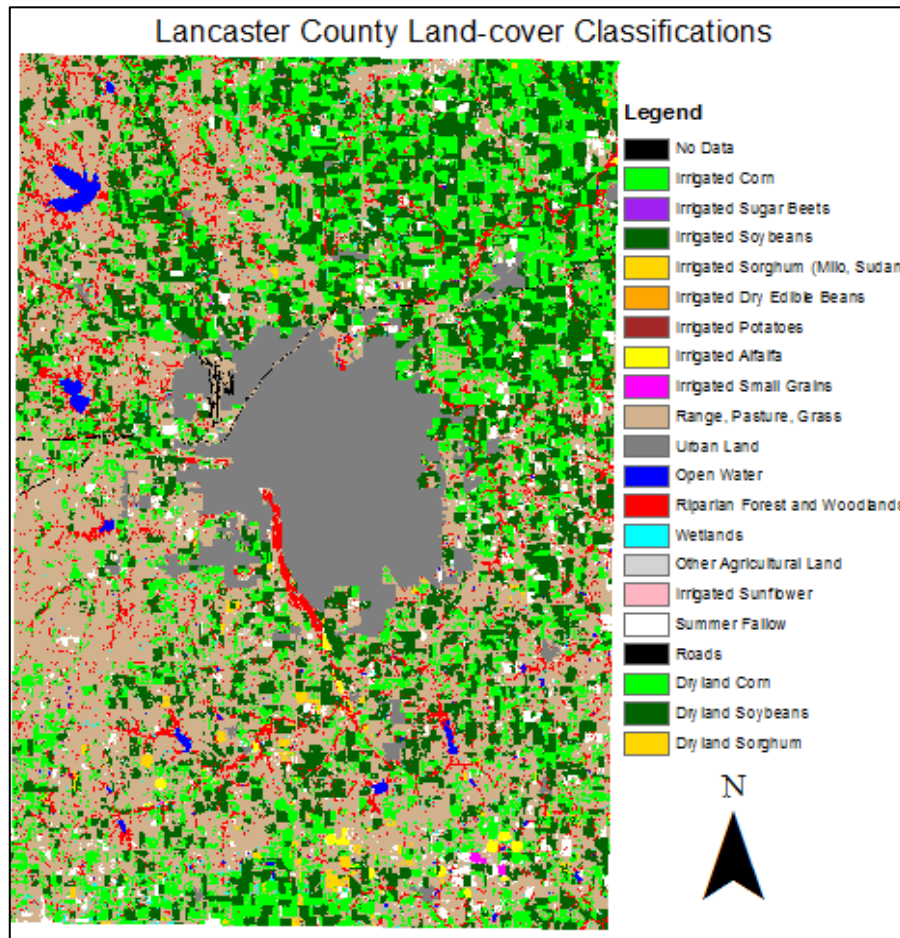 Lancaster County Land-cover Classifications
Legend
No Data
Irrigated Corn
Irrigated Sugar Beets
Irrigated Soybeans
Irrigated Sorghum (Milo, Sudan
Irrigated Dry Edible Beans
Irrigated Potatoes
Irrigated Alfalfa
Irrigated Small Grains
Range, Pasture, Grass
Urban Land
Open Water
Riparian Forest and Woodlands
Wetlands
Other Agricultural Land
Irrigated Sunflower
Summer Fallow
Roads
Dryland Corn
Dryland Soybeans
Dryland Sorghum
N